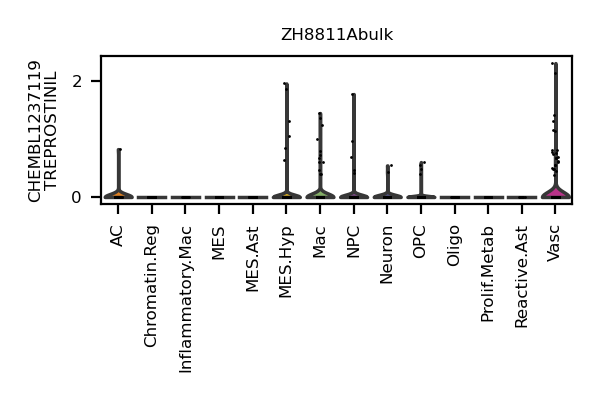 ZH8811Abulk
CHEMBL1237119
TREPROSTINIL
2
0
AC
Chromatin.Reg
Inflammatory.Mac
MES
MES.Ast
MES.Hyp
Mac
NPC
Neuron
OPC
Oligo
Prolif.Metab
Reactive.Ast
Vasc